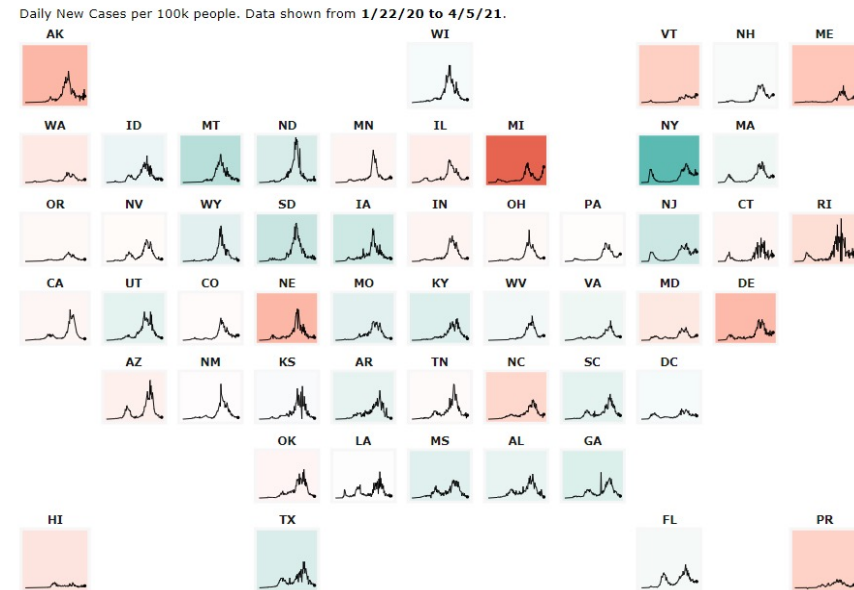 Daily New Cases per 100k people. Data shown from 1/22/20 to 4/5/21.
AK WI VT NH ME
WA ID MT ND MN IL MI NY MA
OR NV WY SD IA IN OH PA NJ CT RI
CA UT CO NE MO KY WV VA MD DE
AZ NM KS AR TN NC SC DC
OK LA MS AL GA
HI TX FL PR